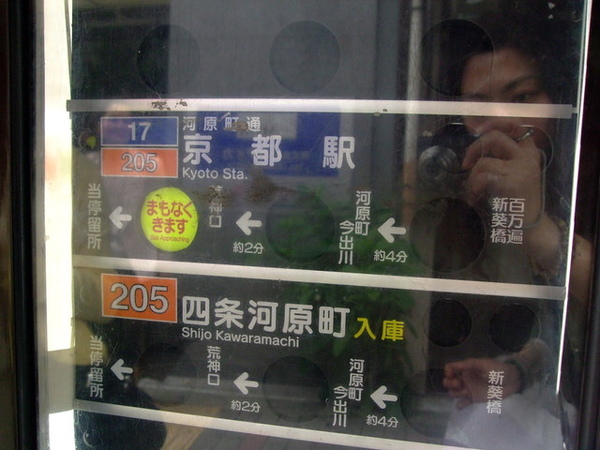 17
205
河原町通
京都駅
Kyoto Sta.
当停留所
まもなく
きます
Bus Approaching
荒神口
約2分
河原町
今出川
約4分
百万遍
新葵橋
205
四条河原町 入庫
Shijo Kawaramachi
当停留所
荒神口
約2分
河原町
今出川
約4分
新葵橋